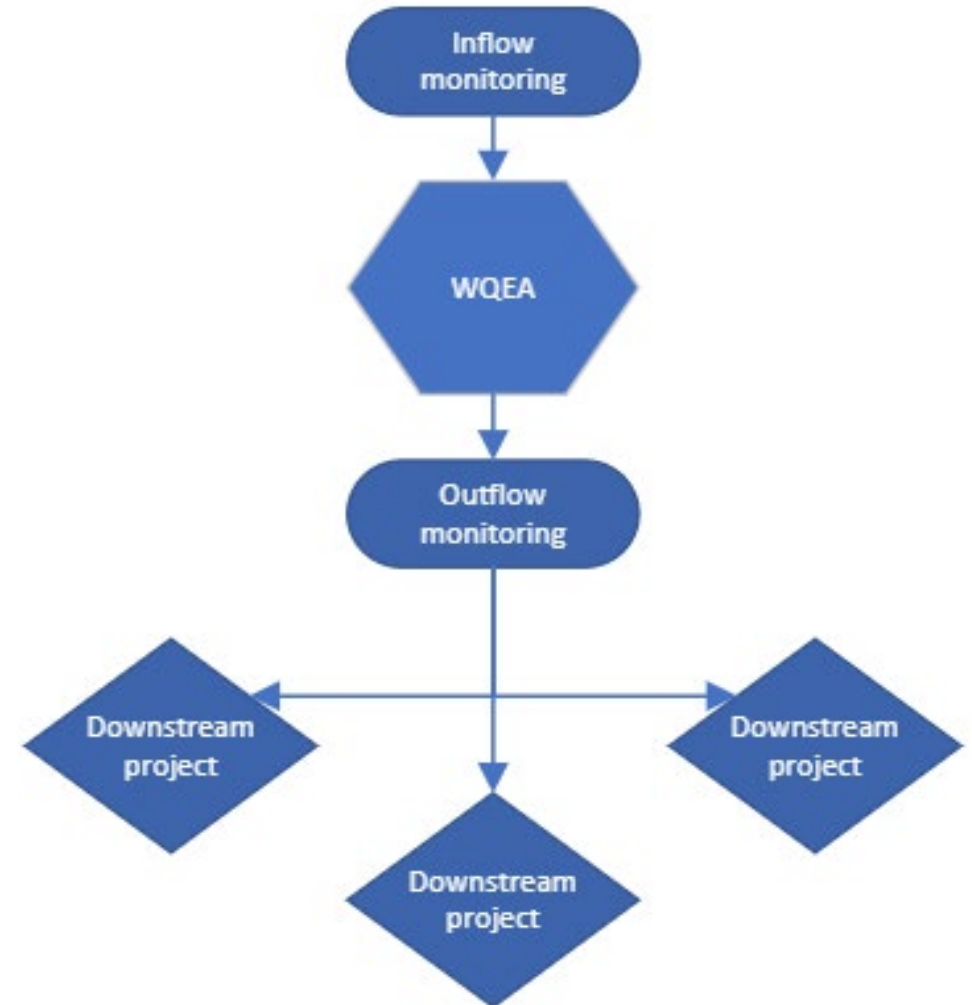 Inflow
monitoring
WQEA
Outflow
monitoring
Downstream
project
Downstream
project
Downstream
project